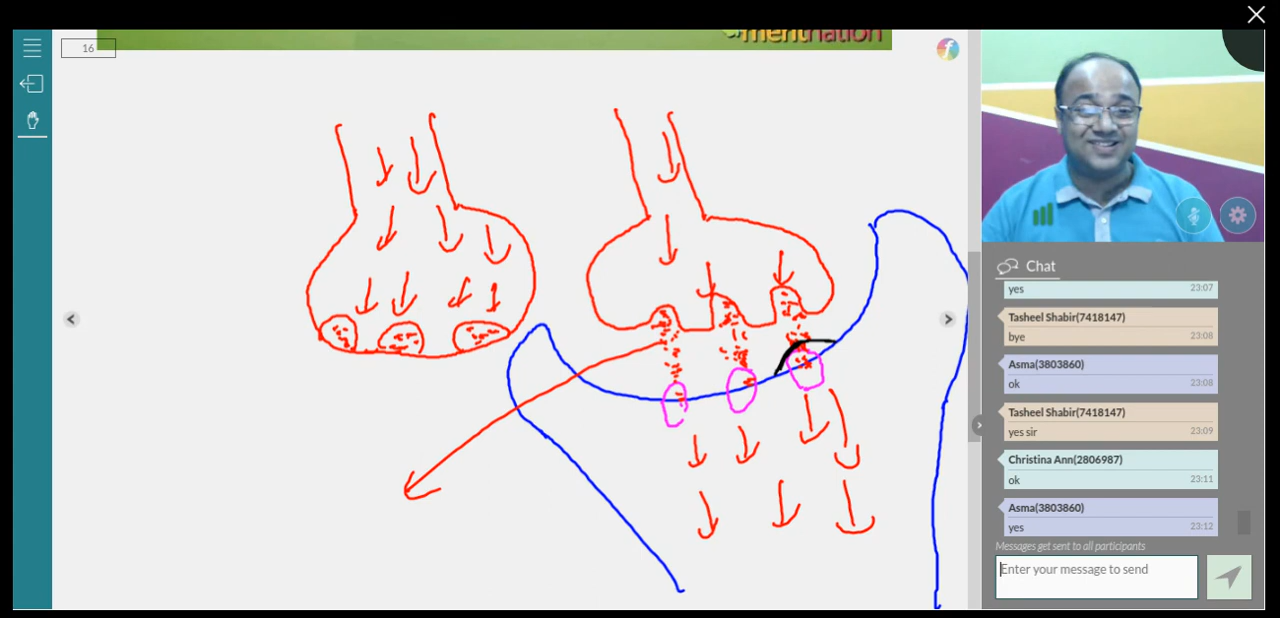 16
meritnation
f
Chat
yes 23:07
Tasheel Shabir(7418147)
bye 23:08
Asma(3803860)
ok 23:08
Tasheel Shabir(7418147)
yes sir 23:09
Christina Ann(2806987)
ok 23:11
Asma(3803860)
yes 23:12
Messages get sent to all participants
Enter your message to send